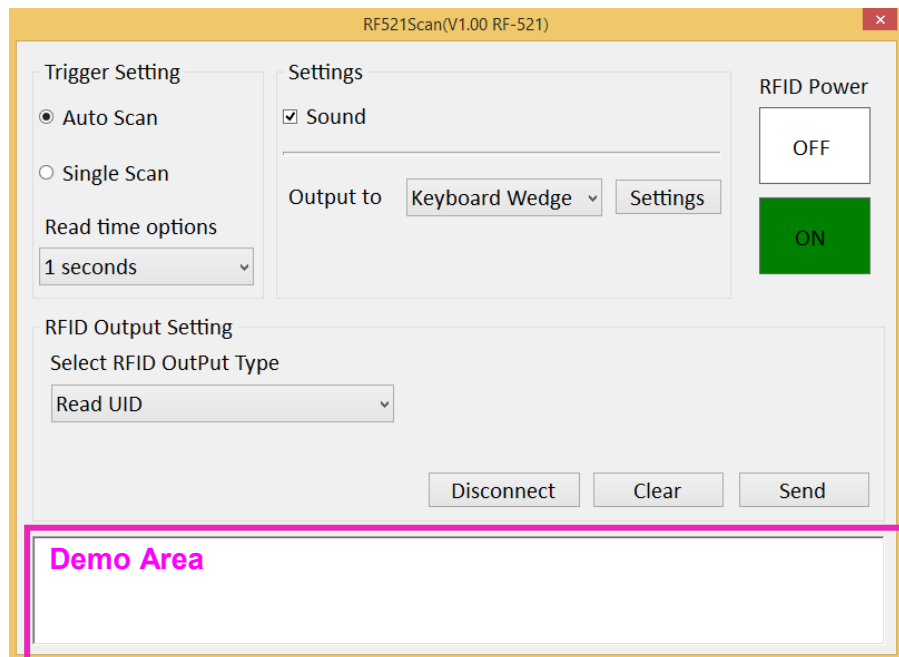 RF521Scan(V1.00 RF-521)
Trigger Setting
Auto Scan
Single Scan
Read time options
1 seconds
Settings
Sound
Output to
Keyboard Wedge
Settings
RFID Power
OFF
ON
RFID Output Setting
Select RFID OutPut Type
Read UID
Disconnect
Clear
Send
Demo Area